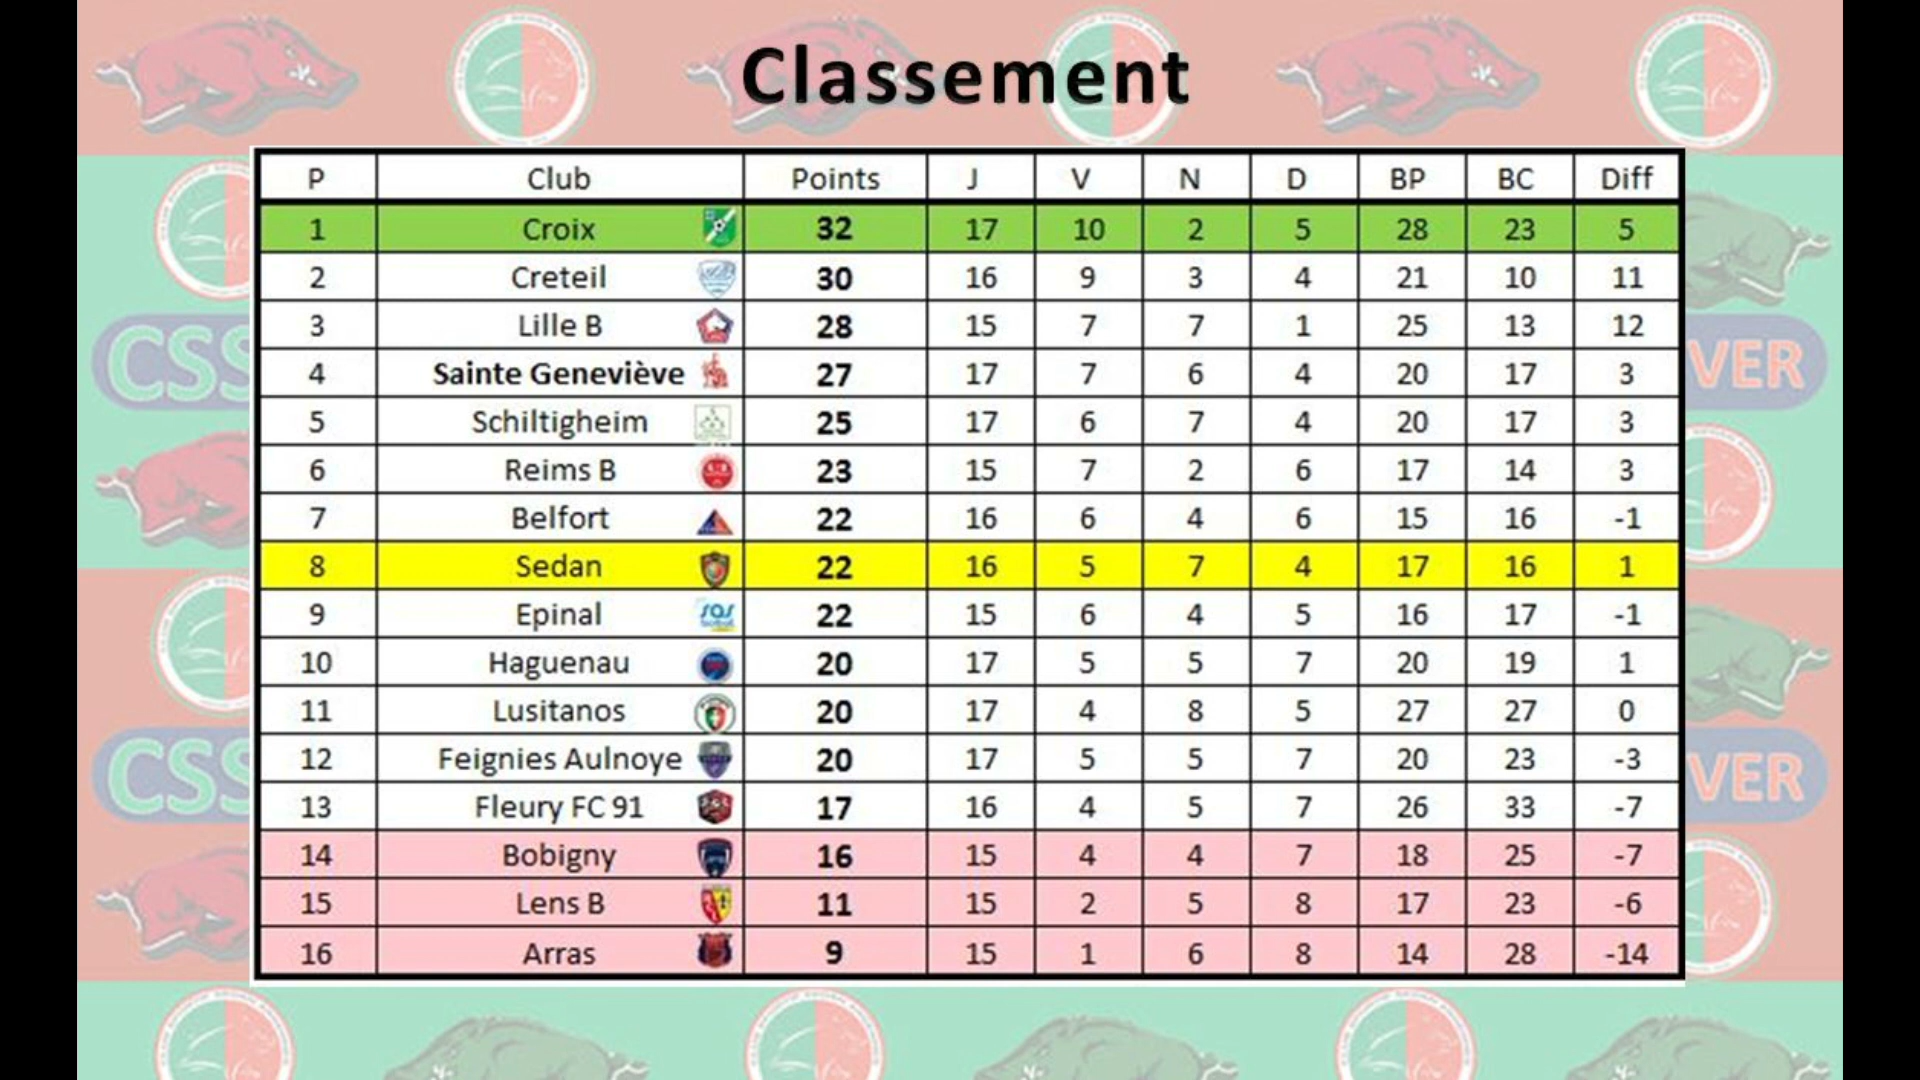 Classement
P Club Points J V N D BP BC Diff
1 Croix 32 17 10 2 5 28 23 5
2 Creteil 30 16 9 3 4 21 10 11
3 Lille B 28 15 7 7 1 25 13 12
4 Sainte Geneviève 27 17 7 6 4 20 17 3
5 Schiltigheim 25 17 6 7 4 20 17 3
6 Reims B 23 15 7 2 6 17 14 3
7 Belfort 22 16 6 4 6 15 16 -1
8 Sedan 22 16 5 7 4 17 16 1
9 Epinal 22 15 6 4 5 16 17 -1
10 Haguenau 20 17 5 5 7 20 19 1
11 Lusitanos 20 17 4 8 5 27 27 0
12 Feignies Aulnoye 20 17 5 5 7 20 23 -3
13 Fleury FC 91 17 16 4 5 7 26 33 -7
14 Bobigny 16 15 4 4 7 18 25 -7
15 Lens B 11 15 2 5 8 17 23 -6
16 Arras 9 15 1 6 8 14 28 -14
CSS VER
CSS VER